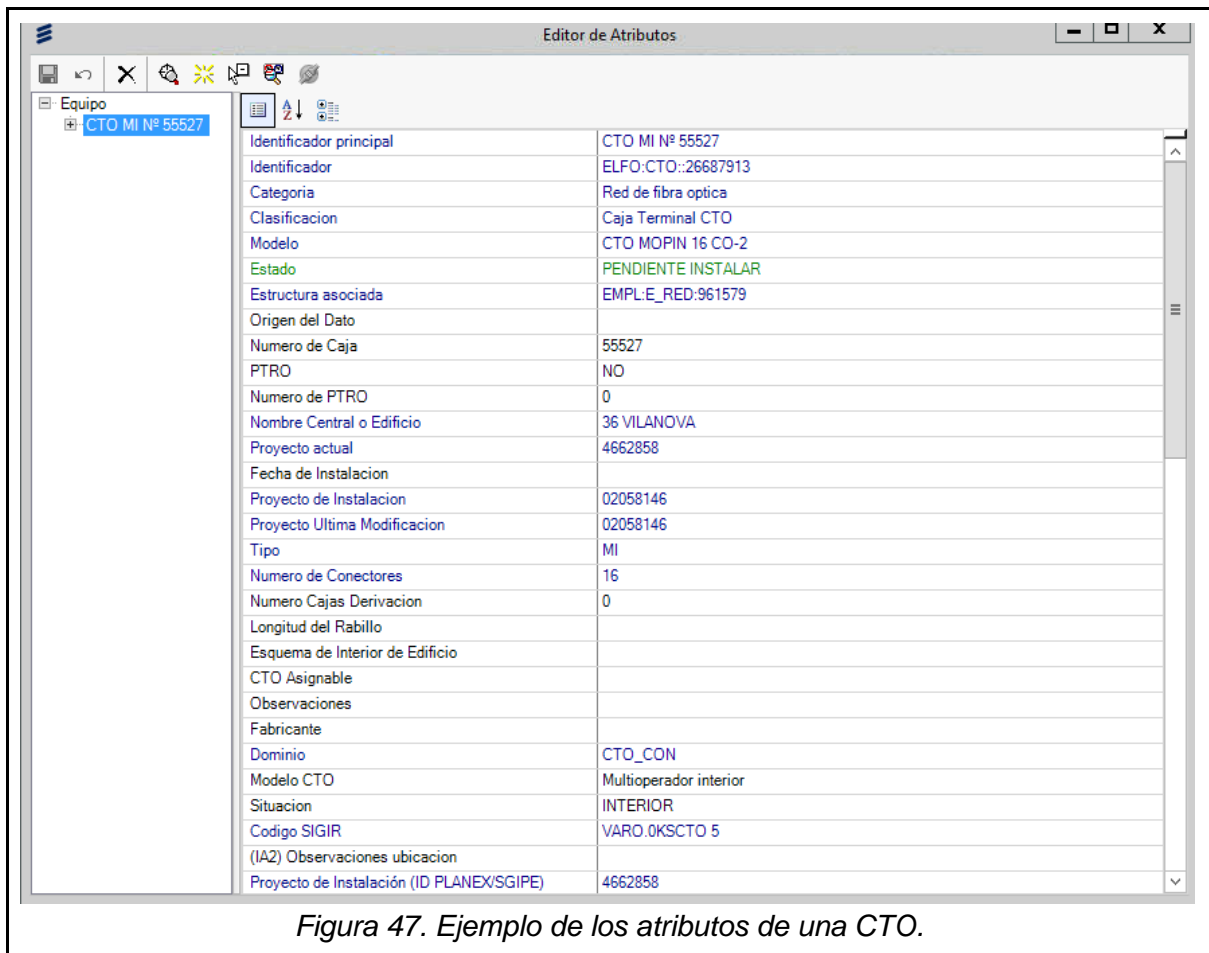 Editor de Atributos
Equipo
CTO MI Nº 55527
Identificador principal CTO MI Nº 55527
Identificador ELFO:CTO::26687913
Categoria Red de fibra optica
Clasificacion Caja Terminal CTO
Modelo CTO MOPIN 16 CO-2
Estado PENDIENTE INSTALAR
Estructura asociada EMPL:E_RED:961579
Origen del Dato
Numero de Caja 55527
PTRO NO
Numero de PTRO 0
Nombre Central o Edificio 36 VILANOVA
Proyecto actual 4662858
Fecha de Instalacion
Proyecto de Instalacion 02058146
Proyecto Ultima Modificacion 02058146
Tipo MI
Numero de Conectores 16
Numero Cajas Derivacion 0
Longitud del Rabillo
Esquema de Interior de Edificio
CTO Asignable
Observaciones
Fabricante
Dominio CTO_CON
Modelo CTO Multioperador interior
Situacion INTERIOR
Codigo SIGIR VARO.0KSCTO 5
(IA2) Observaciones ubicacion
Proyecto de Instalación (ID PLANEX/SGIPE) 4662858
Figura 47. Ejemplo de los atributos de una CTO.